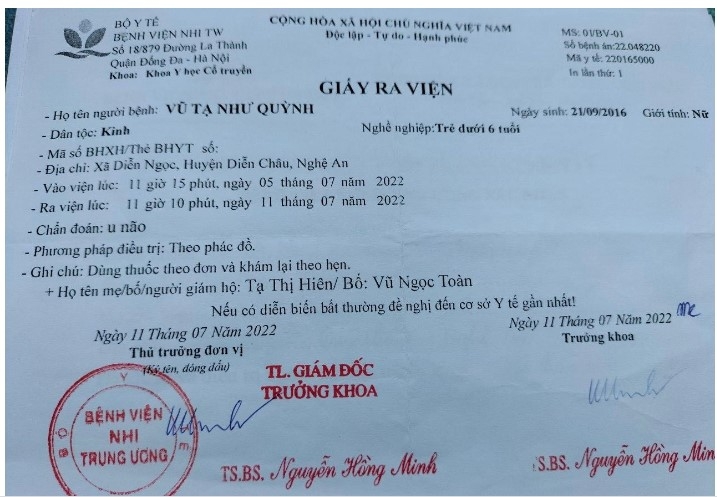 BỘ Y TẾ
BỆNH VIỆN NHI TW
Số 18/879 Đường La Thành
Quận Đống Đa - Hà Nội
Khoa: Khoa Y học Cổ truyền
CỘNG HÒA XÃ HỘI CHỦ NGHĨA VIỆT NAM
Độc lập - Tự do - Hạnh phúc
MS: 01/BV-01
Số bệnh án:22.048220
Mã y tế: 220165000
In lần thứ: 1
GIẤY RA VIỆN
- Họ tên người bệnh: VŨ TẠ NHƯ QUỲNH Ngày sinh: 21/09/2016 Giới tính: Nữ
- Dân tộc: Kinh Nghề nghiệp:Trẻ dưới 6 tuổi
- Mã số BHXH/Thẻ BHYT số:
- Địa chỉ: Xã Diễn Ngọc, Huyện Diễn Châu, Nghệ An
- Vào viện lúc: 11 giờ 15 phút, ngày 05 tháng 07 năm 2022
- Ra viện lúc: 11 giờ 10 phút, ngày 11 tháng 07 năm 2022
- Chẩn đoán: u não
- Phương pháp điều trị: Theo phác đồ.
- Ghi chú: Dùng thuốc theo đơn và khám lại theo hẹn.
+ Họ tên mẹ/bố/người giám hộ: Tạ Thị Hiên/ Bố: Vũ Ngọc Toàn
Nếu có diễn biến bất thường đề nghị đến cơ sở Y tế gần nhất!
Ngày 11 Tháng 07 Năm 2022
Thủ trưởng đơn vị
(Ký tên, đóng dấu)
TL. GIÁM ĐỐC
TRƯỞNG KHOA
Ngày 11 Tháng 07 Năm 2022
Trưởng khoa
BỆNH VIỆN
NHI
TRUNG ƯƠNG
TS.BS. Nguyễn Hồng Minh
TS.BS. Nguyễn Hồng Min